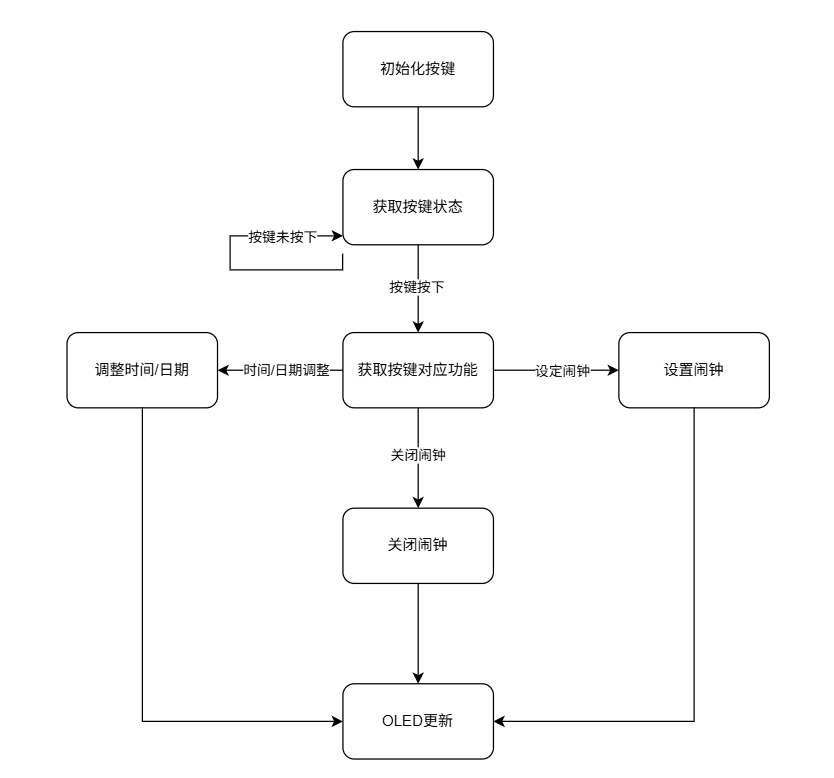 初始化按键
获取按键状态
按键未按下
按键按下
调整时间/日期
时间/日期调整
获取按键对应功能
设定闹钟
设置闹钟
关闭闹钟
关闭闹钟
OLED更新